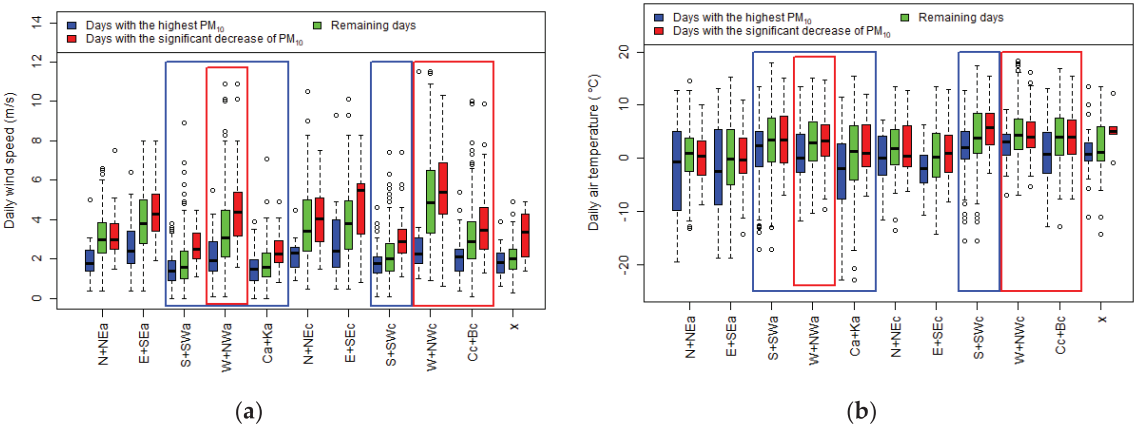 Days with the highest PM10
Remaining days
Days with the significant decrease of PM10
Daily wind speed (m/s)
14
12
10
8
6
4
2
0
N+NEa
E+SEa
S+SWa
W+NWa
Ca+Ka
N+NEc
E+SEc
S+SWc
W+NWc
Cc+Bc
x
(a)
Days with the highest PM10
Remaining days
Days with the significant decrease of PM10
Daily air temperature ( °C)
20
10
0
-10
-20
N+NEa
E+SEa
S+SWa
W+NWa
Ca+Ka
N+NEc
E+SEc
S+SWc
W+NWc
Cc+Bc
x
(b)